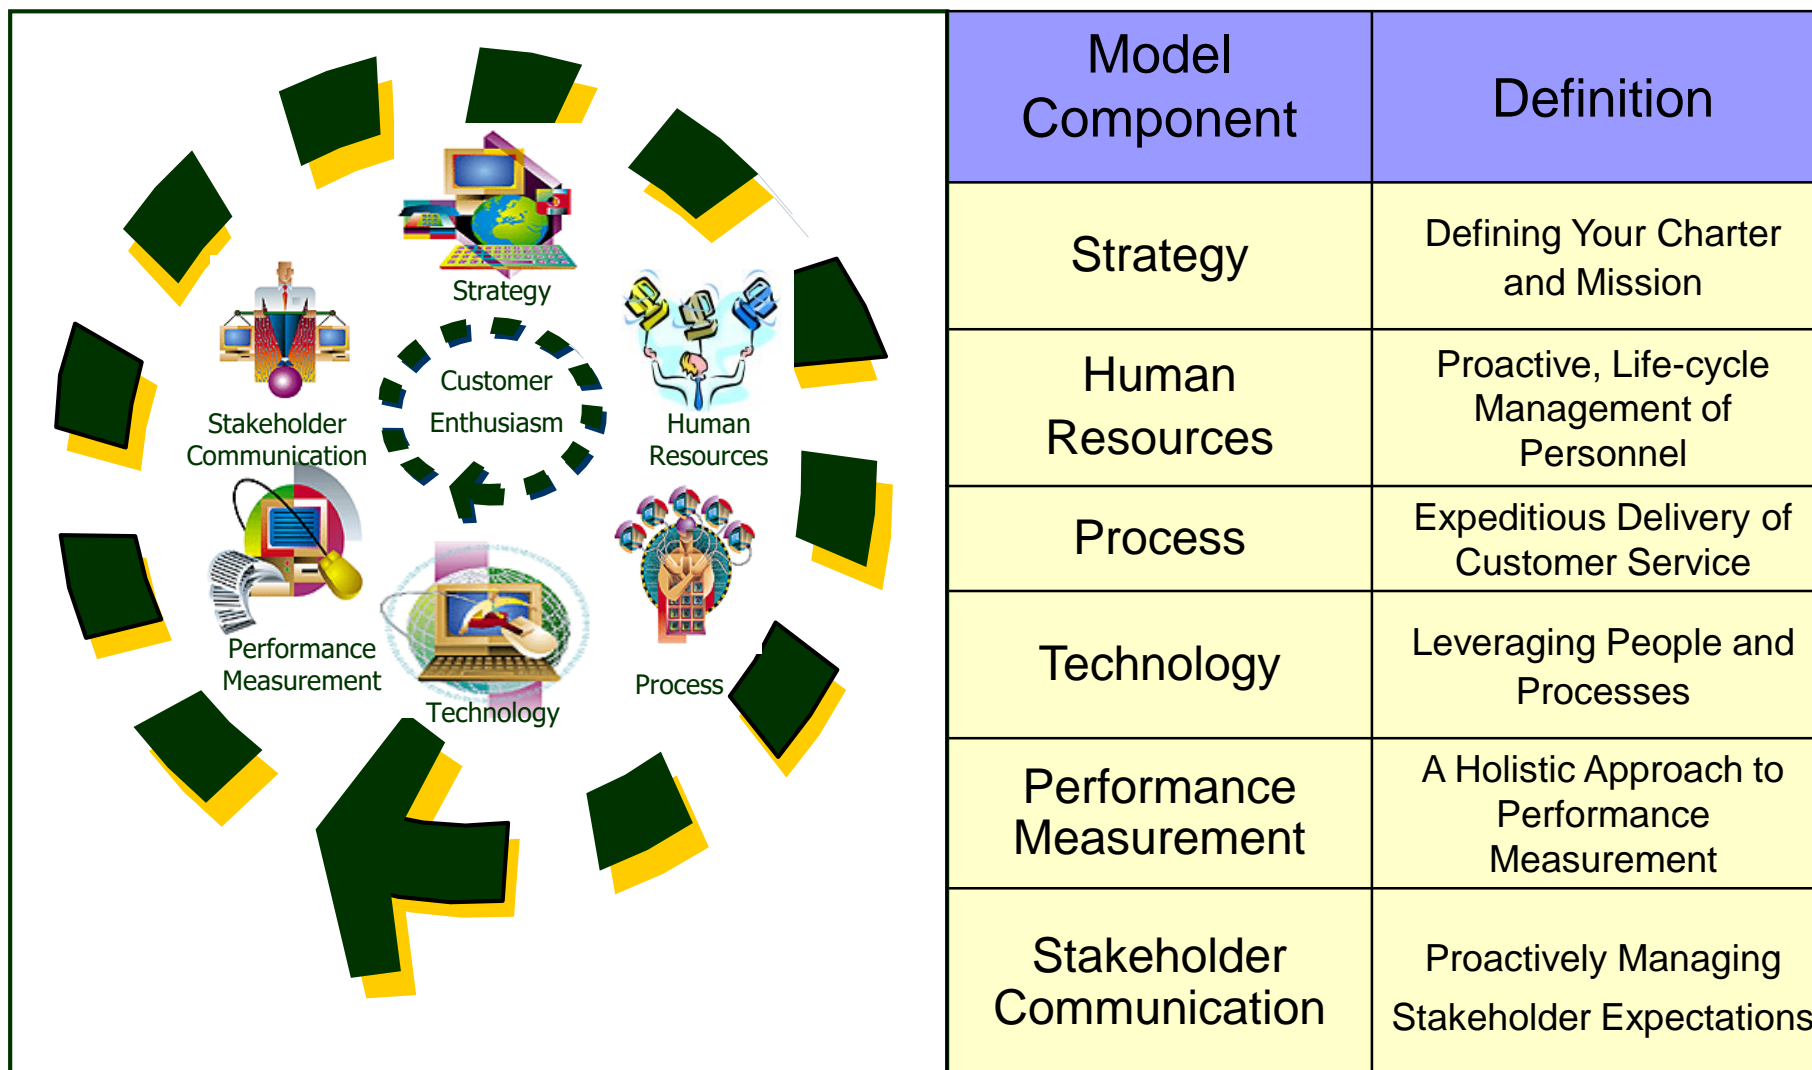 Strategy
Customer
Enthusiasm
Stakeholder
Communication
Human
Resources
Performance
Measurement
Technology
Process
Model
Component
Definition
Strategy
Defining Your Charter
and Mission
Human
Resources
Proactive, Life-cycle
Management of
Personnel
Process
Expeditious Delivery of
Customer Service
Technology
Leveraging People and
Processes
Performance
Measurement
A Holistic Approach to
Performance
Measurement
Stakeholder
Communication
Proactively Managing
Stakeholder Expectations